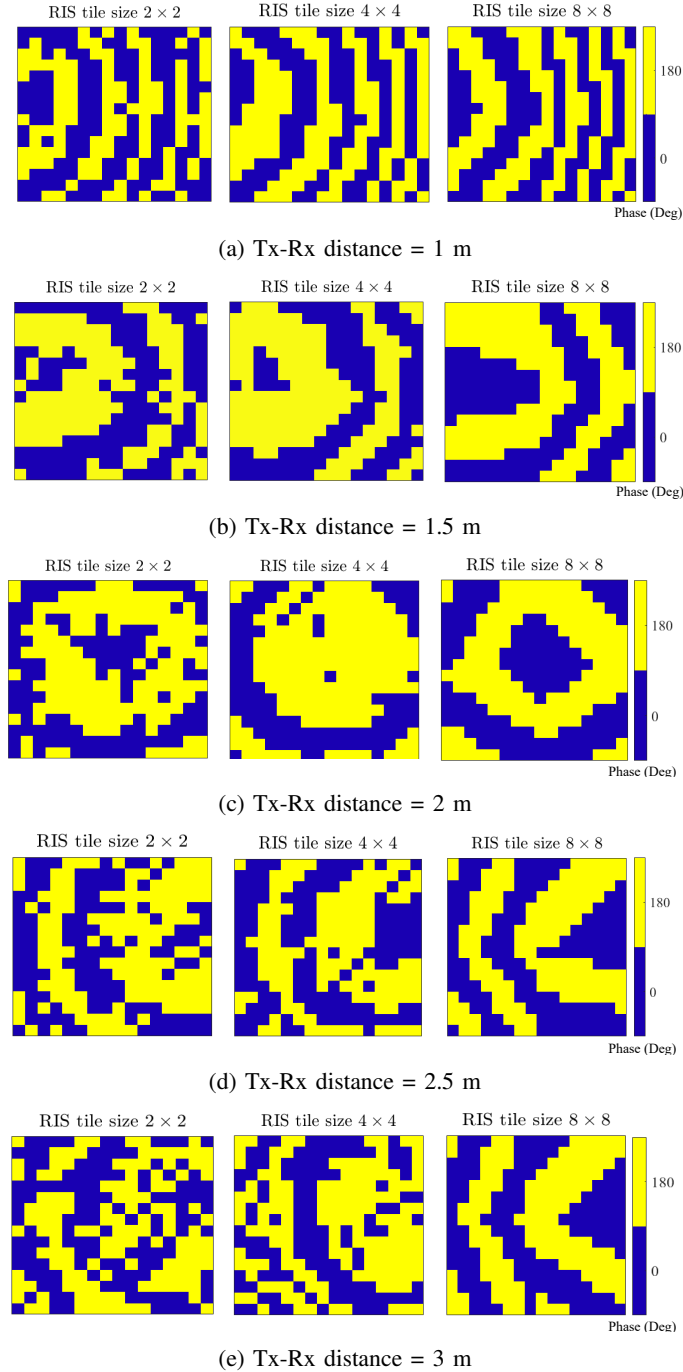 RIS tile size 2 × 2 RIS tile size 4 × 4 RIS tile size 8 × 8
180
0
Phase (Deg)
(a) Tx-Rx distance = 1 m
RIS tile size 2 × 2 RIS tile size 4 × 4 RIS tile size 8 × 8
180
0
Phase (Deg)
(b) Tx-Rx distance = 1.5 m
RIS tile size 2 × 2 RIS tile size 4 × 4 RIS tile size 8 × 8
180
0
Phase (Deg)
(c) Tx-Rx distance = 2 m
RIS tile size 2 × 2 RIS tile size 4 × 4 RIS tile size 8 × 8
180
0
Phase (Deg)
(d) Tx-Rx distance = 2.5 m
RIS tile size 2 × 2 RIS tile size 4 × 4 RIS tile size 8 × 8
180
0
Phase (Deg)
(e) Tx-Rx distance = 3 m